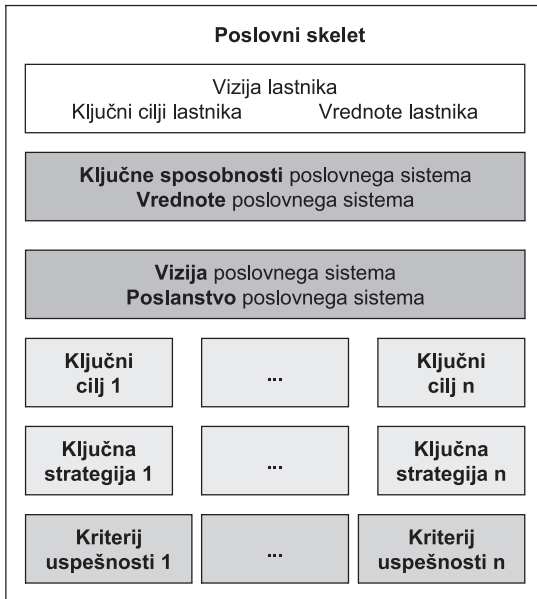 Poslovni skelet
Vizija lastnika
Ključni cilji lastnika Vrednote lastnika
Ključne sposobnosti poslovnega sistema
Vrednote poslovnega sistema
Vizija poslovnega sistema
Poslanstvo poslovnega sistema
Ključni
cilj 1
...
Ključni
cilj n
Ključna
strategija 1
...
Ključna
strategija n
Kriterij
uspešnosti 1
...
Kriterij
uspešnosti n